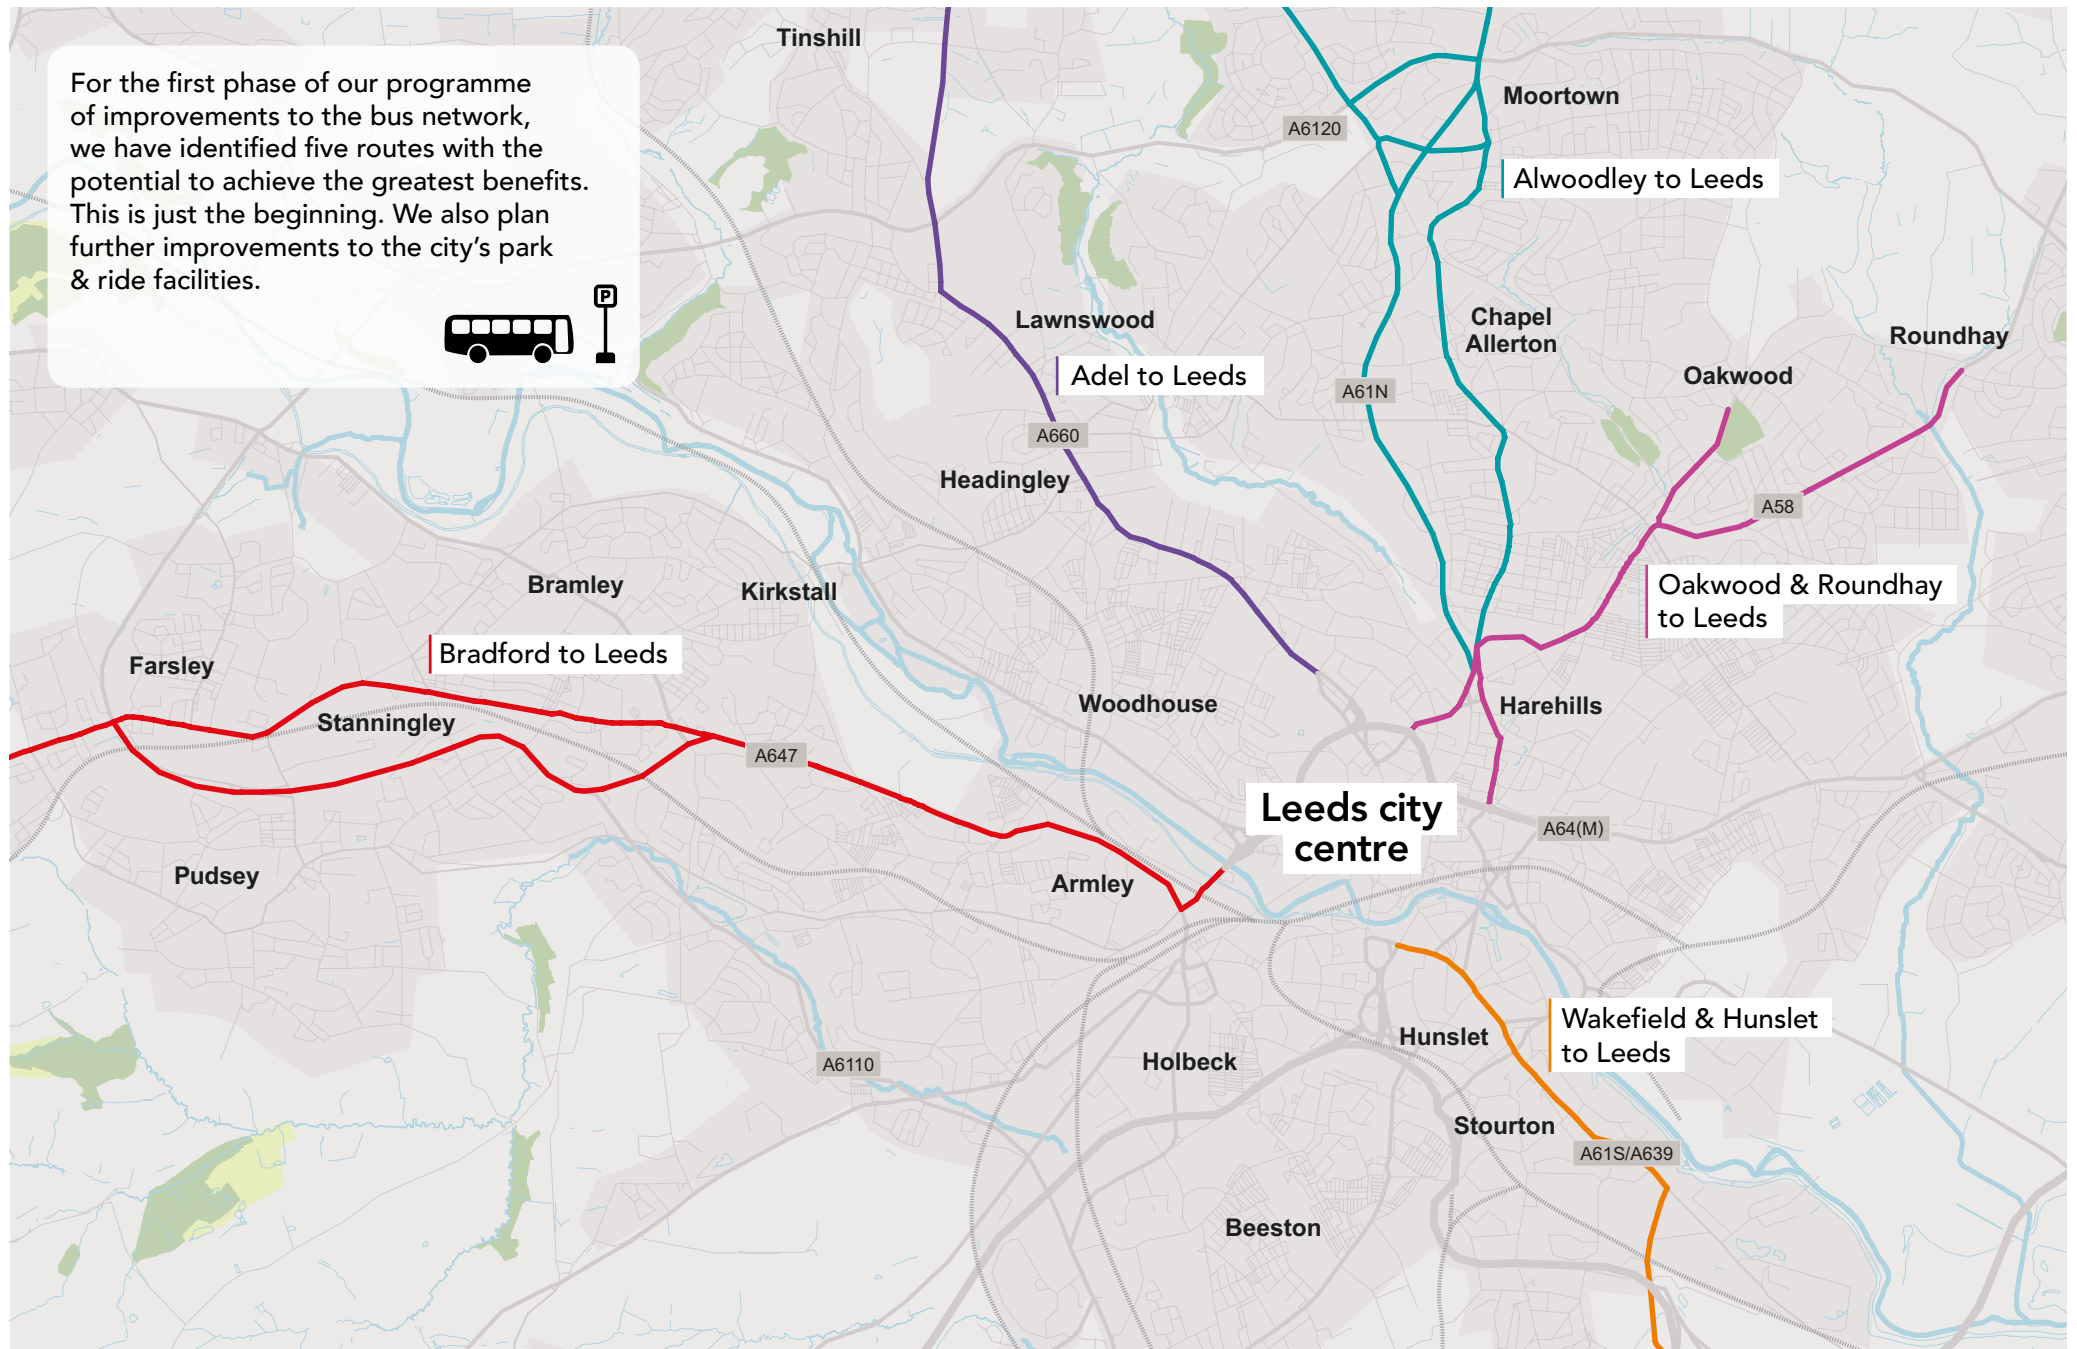 For the first phase of our programme
of improvements to the bus network,
we have identified five routes with the
potential to achieve the greatest benefits.
This is just the beginning. We also plan
further improvements to the city’s park
& ride facilities.
P
Tinshill
Moortown
A6120
Alwoodley to Leeds
Lawnswood
Chapel
Allerton
Roundhay
Adel to Leeds
Oakwood
A61N
A660
Headingley
A58
Bramley
Kirkstall
Oakwood & Roundhay
to Leeds
Bradford to Leeds
Farsley
Stanningley
Woodhouse
Harehills
A647
Leeds city
centre
A64(M)
Pudsey
Armley
Wakefield & Hunslet
to Leeds
Hunslet
Holbeck
A6110
Stourton
A61S/A639
Beeston